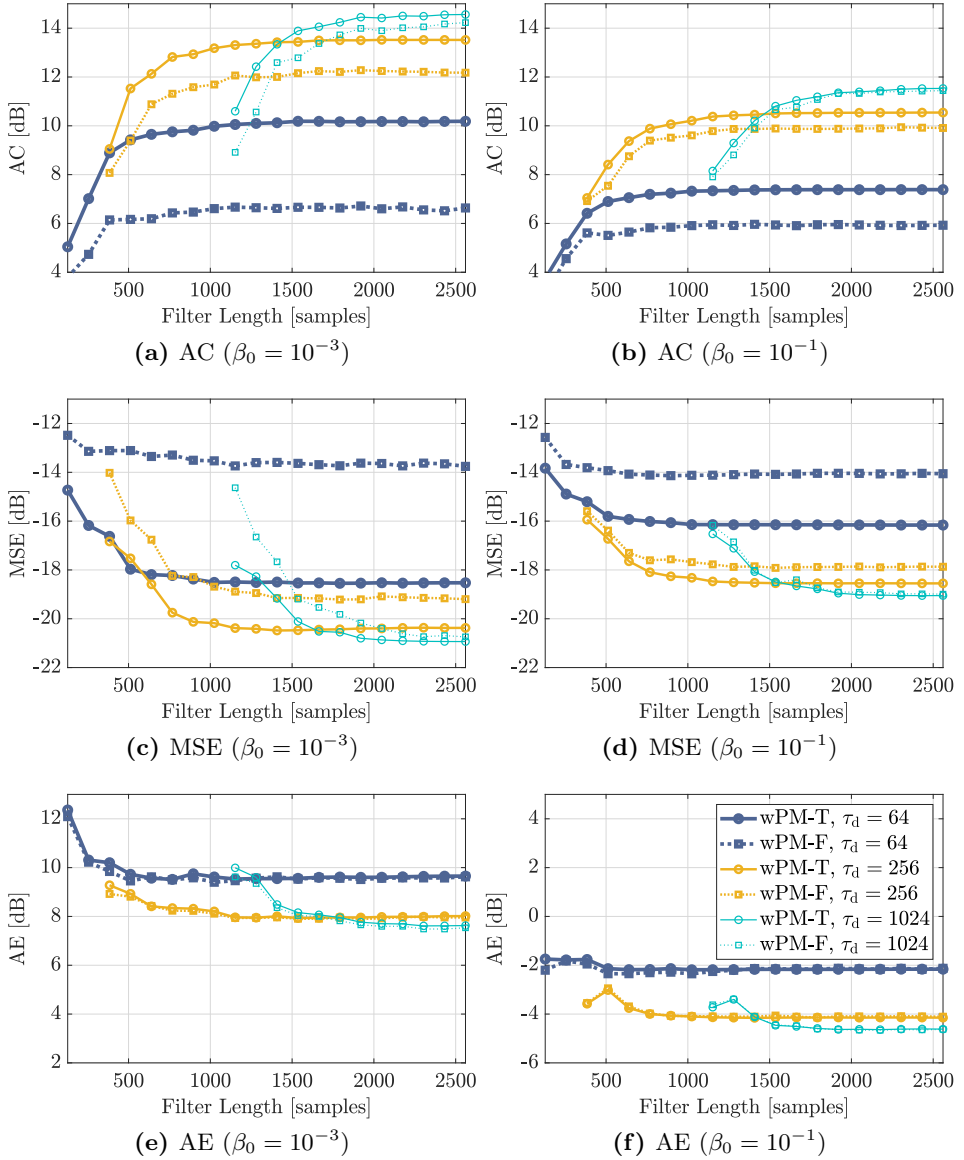 14
12
10
8
6
4
AC [dB]
500 1000 1500 2000 2500
Filter Length [samples]
(a) AC (β₀ = 10⁻³)
14
12
10
8
6
4
AC [dB]
500 1000 1500 2000 2500
Filter Length [samples]
(b) AC (β₀ = 10⁻¹)
-12
-14
-16
-18
-20
-22
MSE [dB]
500 1000 1500 2000 2500
Filter Length [samples]
(c) MSE (β₀ = 10⁻³)
-12
-14
-16
-18
-20
-22
MSE [dB]
500 1000 1500 2000 2500
Filter Length [samples]
(d) MSE (β₀ = 10⁻¹)
12
10
8
6
4
2
AE [dB]
500 1000 1500 2000 2500
Filter Length [samples]
(e) AE (β₀ = 10⁻³)
4
2
0
-2
-4
-6
AE [dB]
wPM-T, τ_d = 64
wPM-F, τ_d = 64
wPM-T, τ_d = 256
wPM-F, τ_d = 256
wPM-T, τ_d = 1024
wPM-F, τ_d = 1024
500 1000 1500 2000 2500
Filter Length [samples]
(f) AE (β₀ = 10⁻¹)